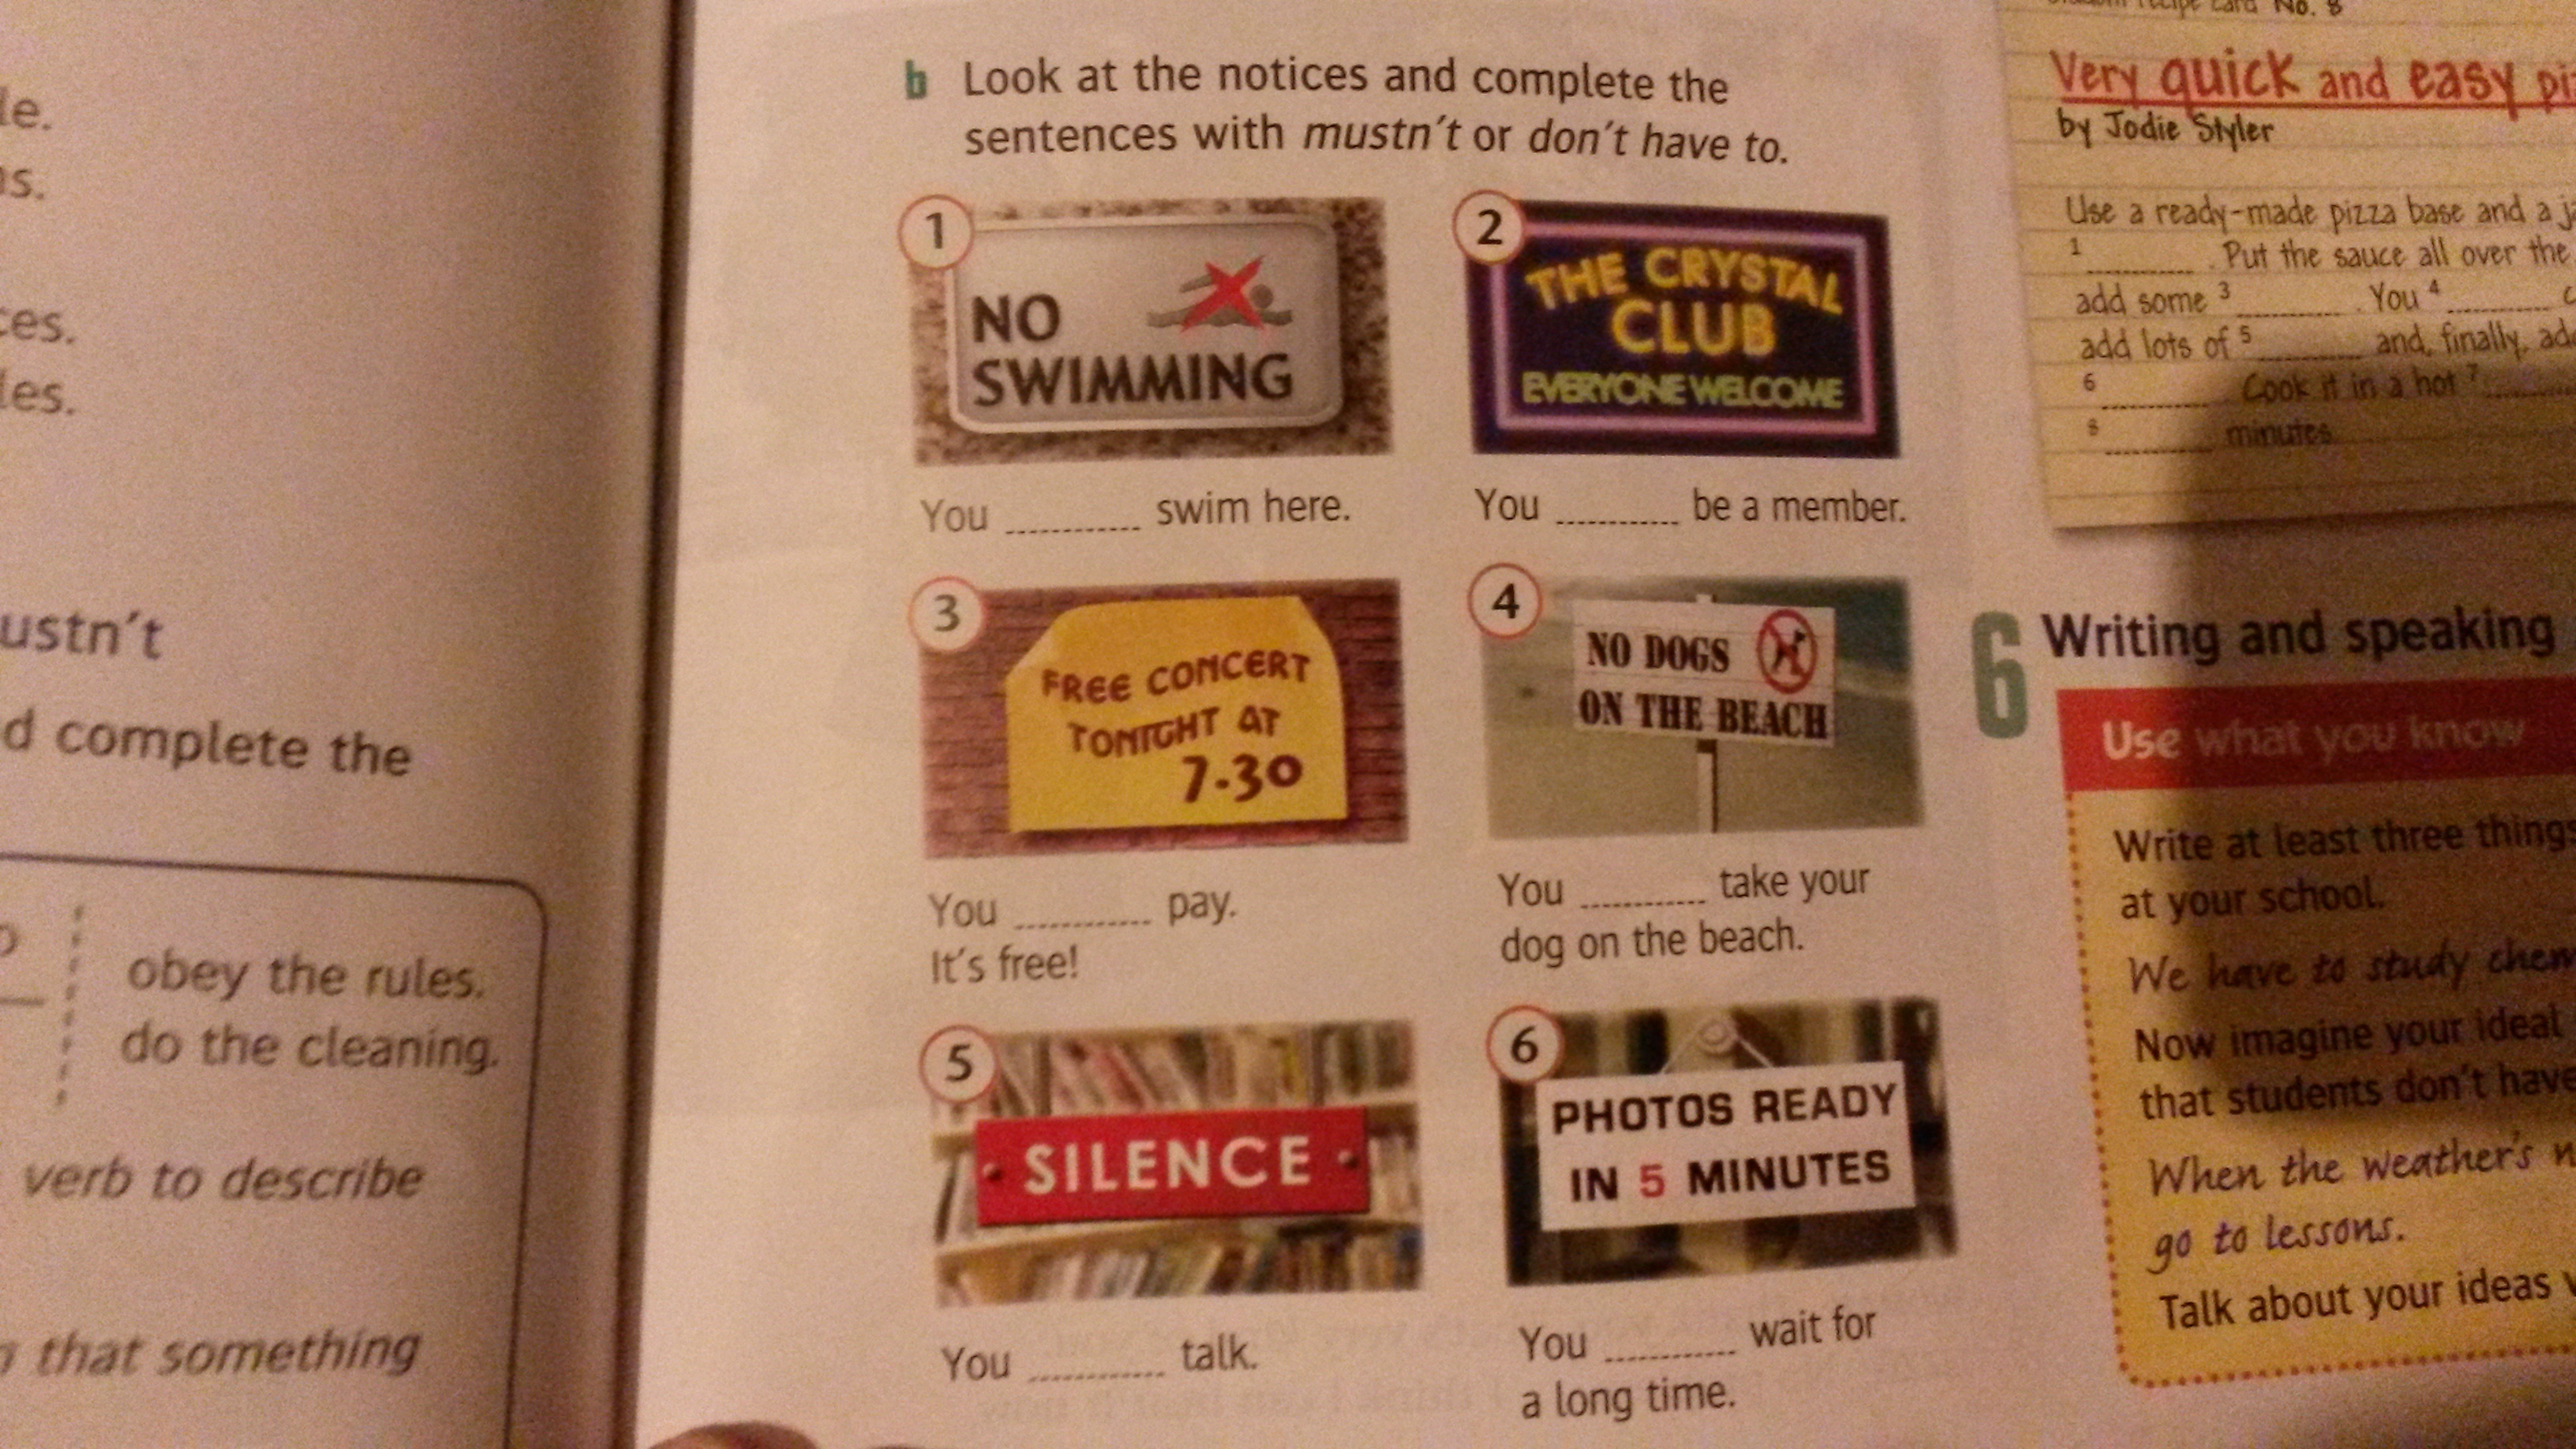 le.
s.
ces.
les.
ustn't
d complete the
obey the rules.
do the cleaning.
verb to describe
that something
b Look at the notices and complete the
sentences with mustn't or don't have to.
1
NO
SWIMMING
You ........ swim here.
2
THE CRYSTAL
CLUB
EVERYONE WELCOME
You ........ be a member.
3
FREE CONCERT
TONIGHT AT
7.30
You ........ pay.
It's free!
4
NO DOGS
ON THE BEACH
You ........ take your
dog on the beach.
5
SILENCE
You ........ talk.
6
PHOTOS READY
IN 5 MINUTES
You ........ wait for
a long time.
recipe card No. 8
Very quick and easy
by Jodie Styler
Use a ready-made pizza base and a
1 ........ . Put the sauce all over the
add some 3 ........ . You 4 ........
add lots of 5 ........ and, finally,
6 ........ Cook it in a hot 7 ........
8 ........ minutes
6 Writing and speaking
Use what you know
Write at least three
at your school.
We have to study
Now imagine your ideal
that students don't have
When the weather's
go to lessons.
Talk about your ideas